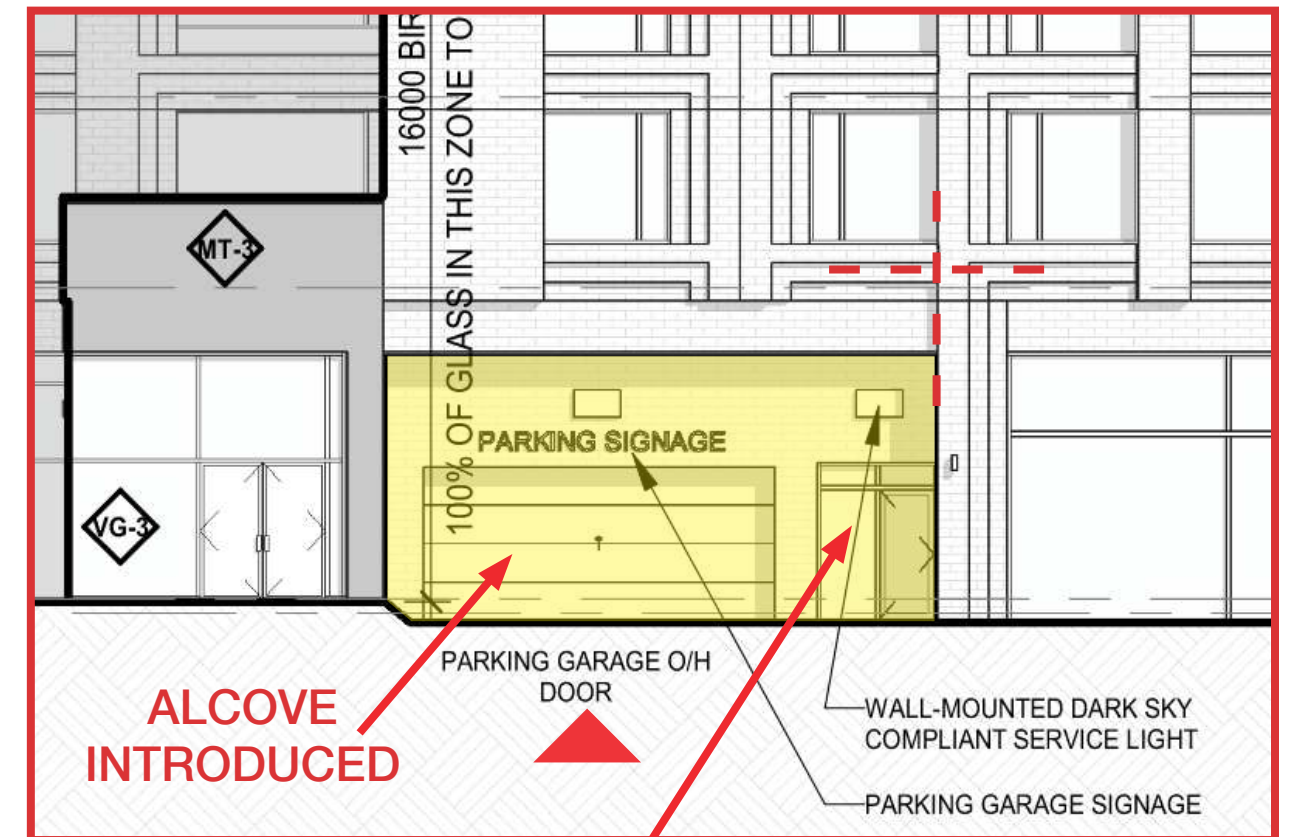 16000 BIR
100% OF GLASS IN THIS ZONE TO
MT-3
VG-3
PARKING SIGNAGE
PARKING GARAGE O/H
DOOR
ALCOVE
INTRODUCED
WALL-MOUNTED DARK SKY
COMPLIANT SERVICE LIGHT
PARKING GARAGE SIGNAGE